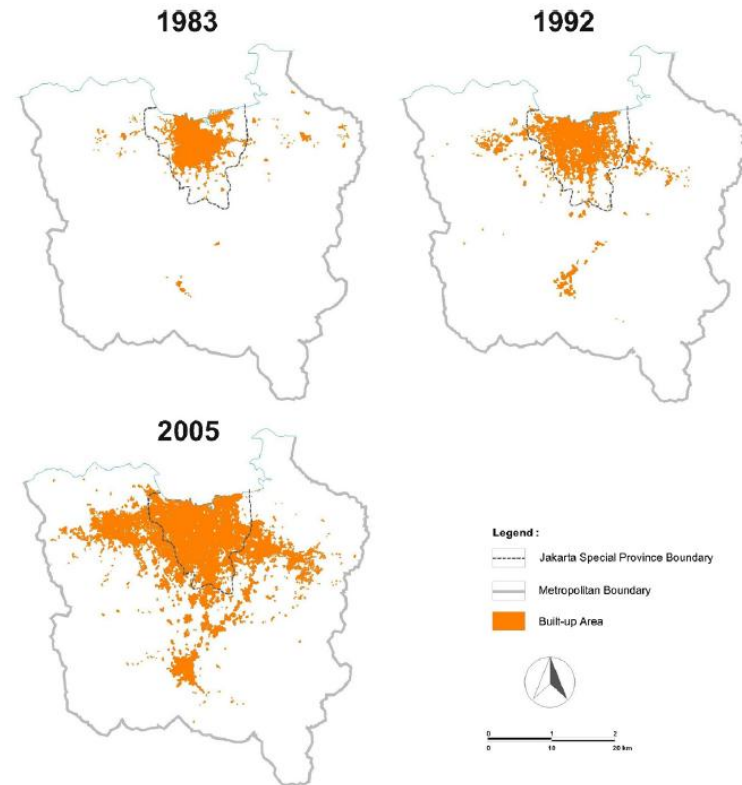 1983
1992
2005
Legend :
Jakarta Special Province Boundary
Metropolitan Boundary
Built-up Area
0 1 2
0 10 20 km